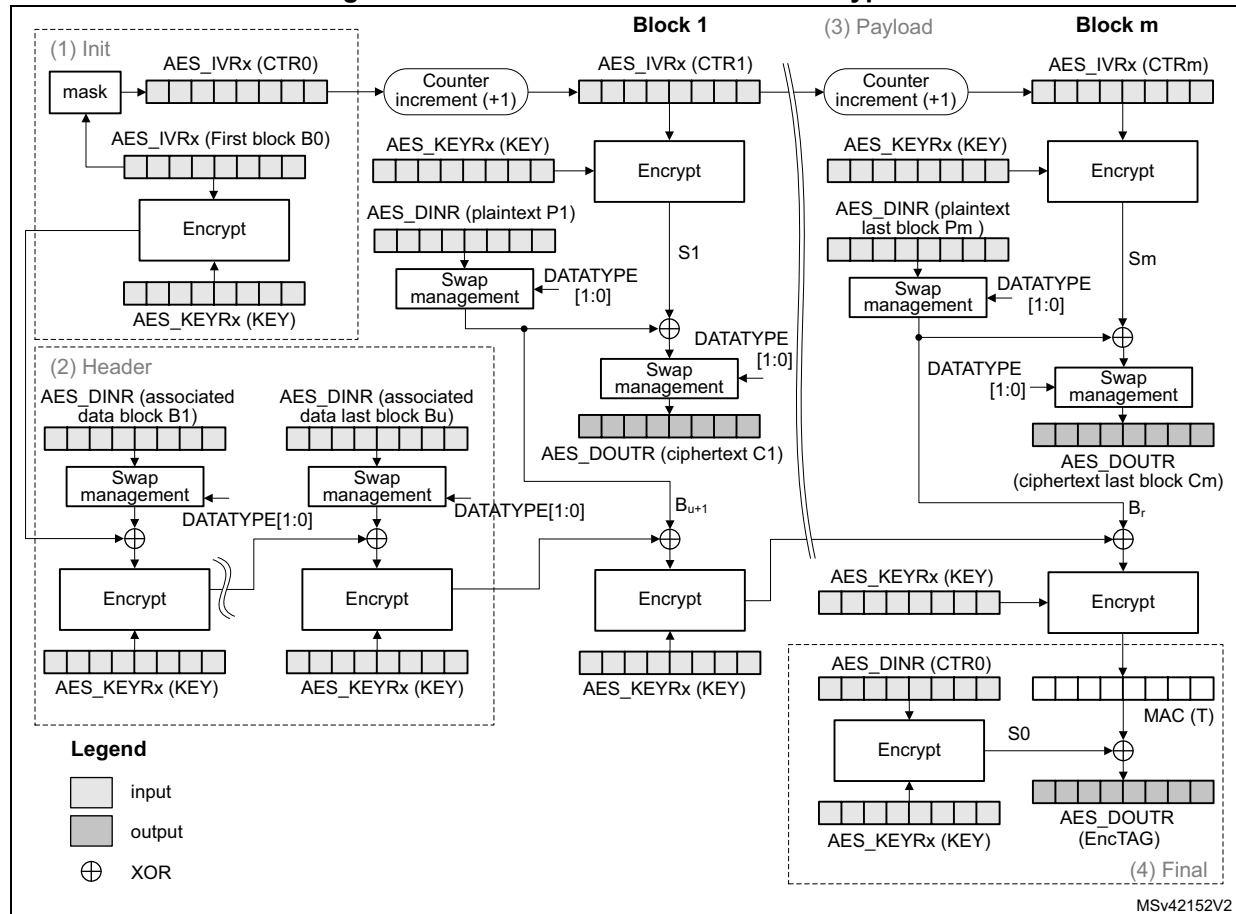 Block 1
(3) Payload
Block m
(1) Init
AES_IVRx (CTR0)
mask
AES_IVRx (First block B0)
Encrypt
AES_KEYRx (KEY)
Counter
increment (+1)
AES_IVRx (CTR1)
AES_KEYRx (KEY)
Encrypt
AES_DINR (plaintext P1)
Swap
management
DATATYPE
[1:0]
S1
DATATYPE
[1:0]
Swap
management
AES_DOUTR (ciphertext C1)
Counter
increment (+1)
AES_IVRx (CTRm)
AES_KEYRx (KEY)
Encrypt
AES_DINR (plaintext
last block Pm )
Swap
management
DATATYPE
[1:0]
Sm
DATATYPE
[1:0]
Swap
management
AES_DOUTR
(ciphertext last block Cm)
(2) Header
AES_DINR (associated
data block B1)
Swap
management
DATATYPE[1:0]
Encrypt
AES_KEYRx (KEY)
AES_DINR (associated
data last block Bu)
Swap
management
DATATYPE[1:0]
Encrypt
AES_KEYRx (KEY)
Bu+1
Encrypt
AES_KEYRx (KEY)
Br
AES_KEYRx (KEY)
Encrypt
AES_DINR (CTR0)
Encrypt
S0
AES_KEYRx (KEY)
MAC (T)
AES_DOUTR
(EncTAG)
(4) Final
Legend
input
output
XOR
MSv42152V2